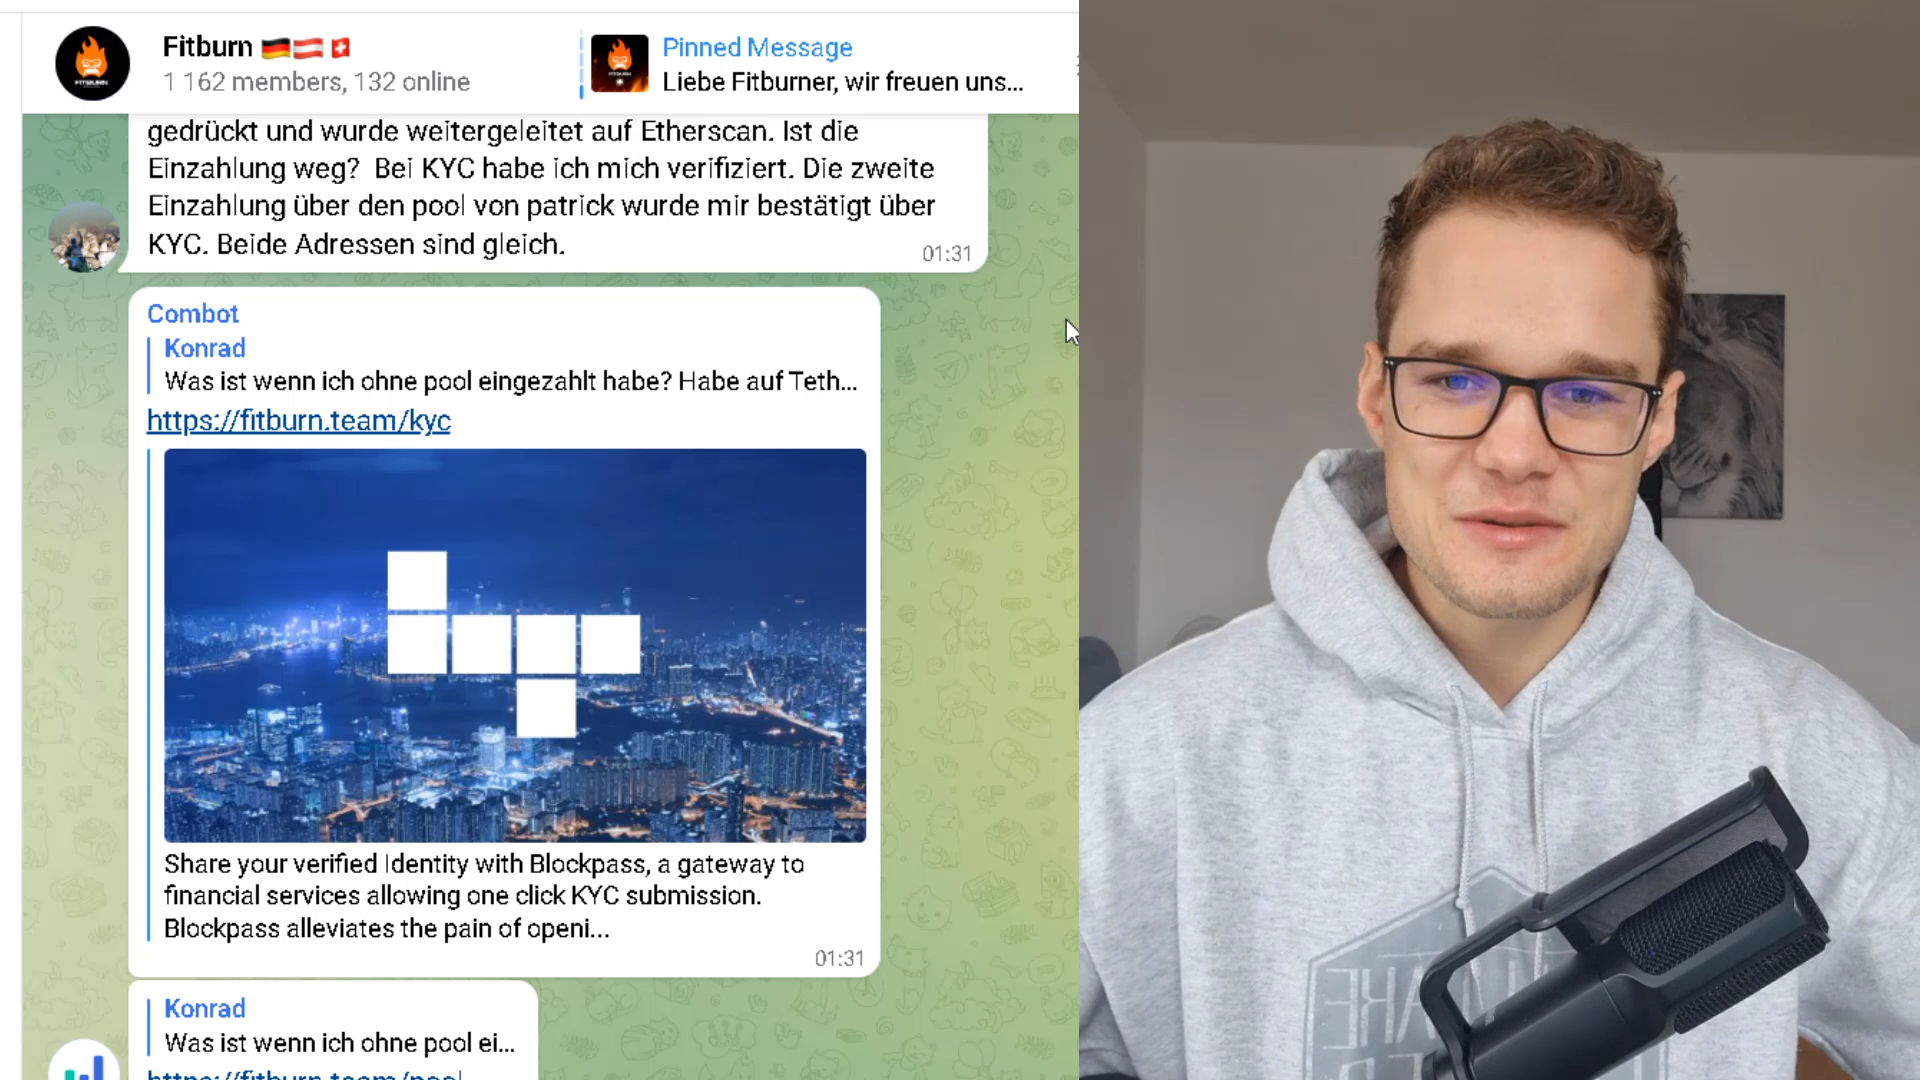 Fitburn
1 162 members, 132 online
Pinned Message
Liebe Fitburner, wir freuen uns...
gedrückt und wurde weitergeleitet auf Etherscan. Ist die
Einzahlung weg? Bei KYC habe ich mich verifiziert. Die zweite
Einzahlung über den pool von patrick wurde mir bestätigt über
KYC. Beide Adressen sind gleich.
01:31
Combot
Konrad
Was ist wenn ich ohne pool eingezahlt habe? Habe auf Teth...
https://fitburn.team/kyc
Share your verified Identity with Blockpass, a gateway to
financial services allowing one click KYC submission.
Blockpass alleviates the pain of openi...
01:31
Konrad
Was ist wenn ich ohne pool ei...
https://fitburn.team/pool